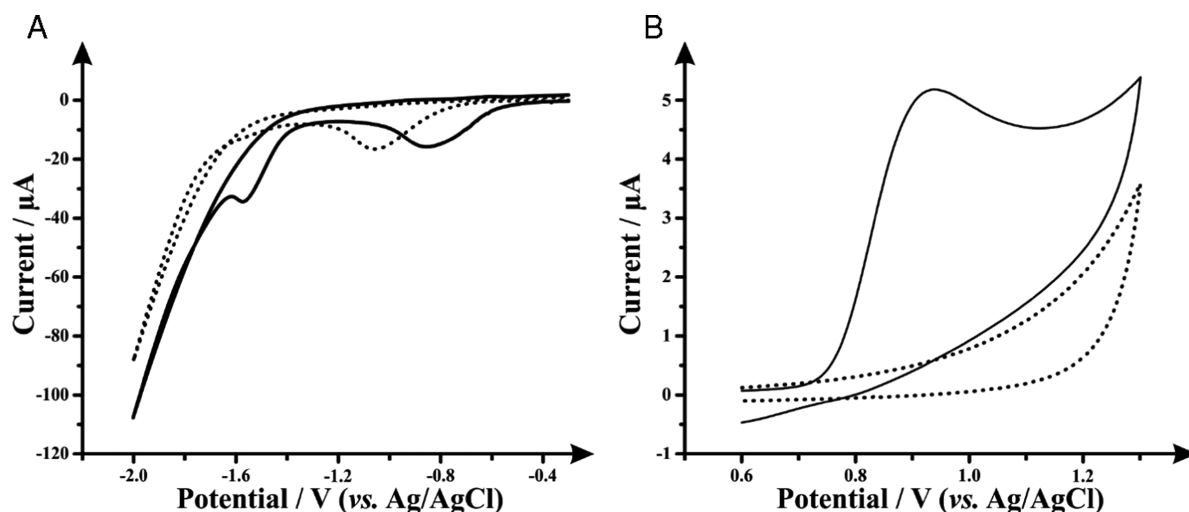 A
0
-20
-40
-60
-80
-100
-120
Current / µA
-2.0 -1.6 -1.2 -0.8 -0.4
Potential / V (vs. Ag/AgCl)
B
5
4
3
2
1
0
-1
Current / µA
0.6 0.8 1.0 1.2
Potential / V (vs. Ag/AgCl)